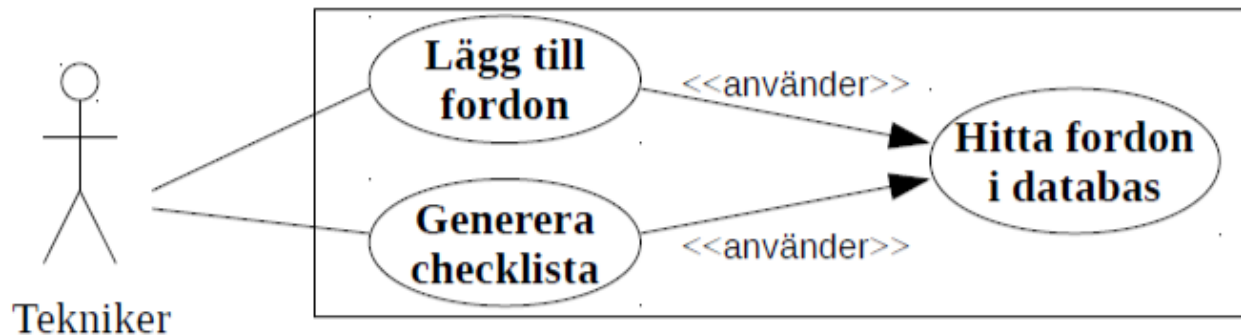 Lägg till
fordon
<<använder>>
Hitta fordon
i databas
Generera
checklista
<<använder>>
Tekniker